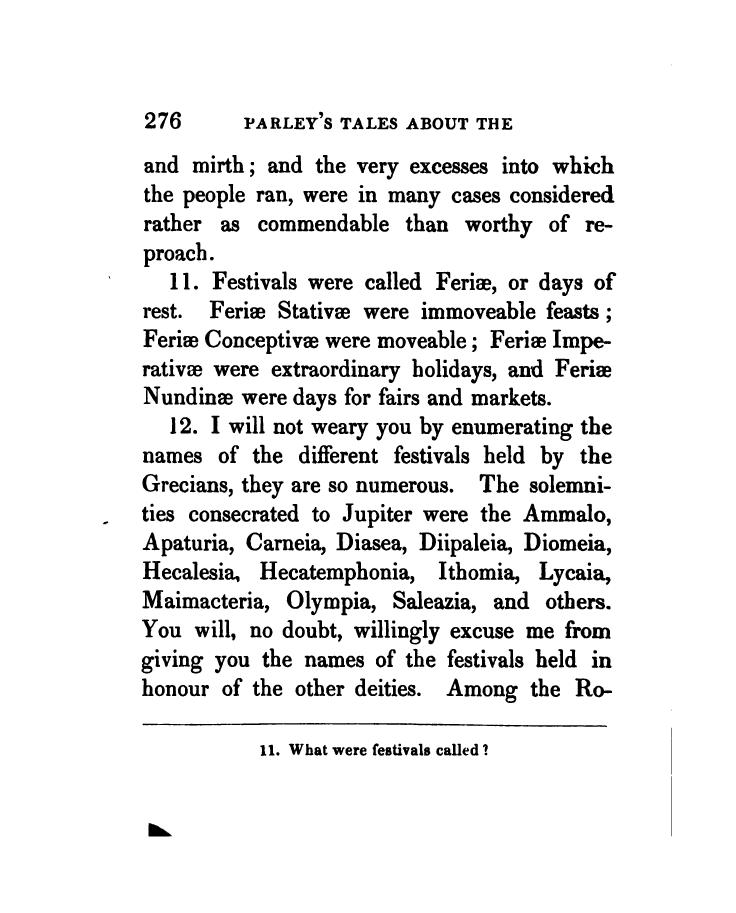 276 PARLEY'S TALES ABOUT THE
and mirth; and the very excesses into which
the people ran, were in many cases considered
rather as commendable than worthy of re-
proach.
11. Festivals were called Feriæ, or days of
rest. Feriæ Stativæ were immoveable feasts;
Feriæ Conceptivæ were moveable; Feriæ Impe-
rativæ were extraordinary holidays, and Feriæ
Nundinæ were days for fairs and markets.
12. I will not weary you by enumerating the
names of the different festivals held by the
Grecians, they are so numerous. The solemni-
ties consecrated to Jupiter were the Ammalo,
Apaturia, Carneia, Diasea, Diipaleia, Diomeia,
Hecalesia, Hecatemphonia, Ithomia, Lycaia,
Maimacteria, Olympia, Saleazia, and others.
You will, no doubt, willingly excuse me from
giving you the names of the festivals held in
honour of the other deities. Among the Ro-
11. What were festivals called?